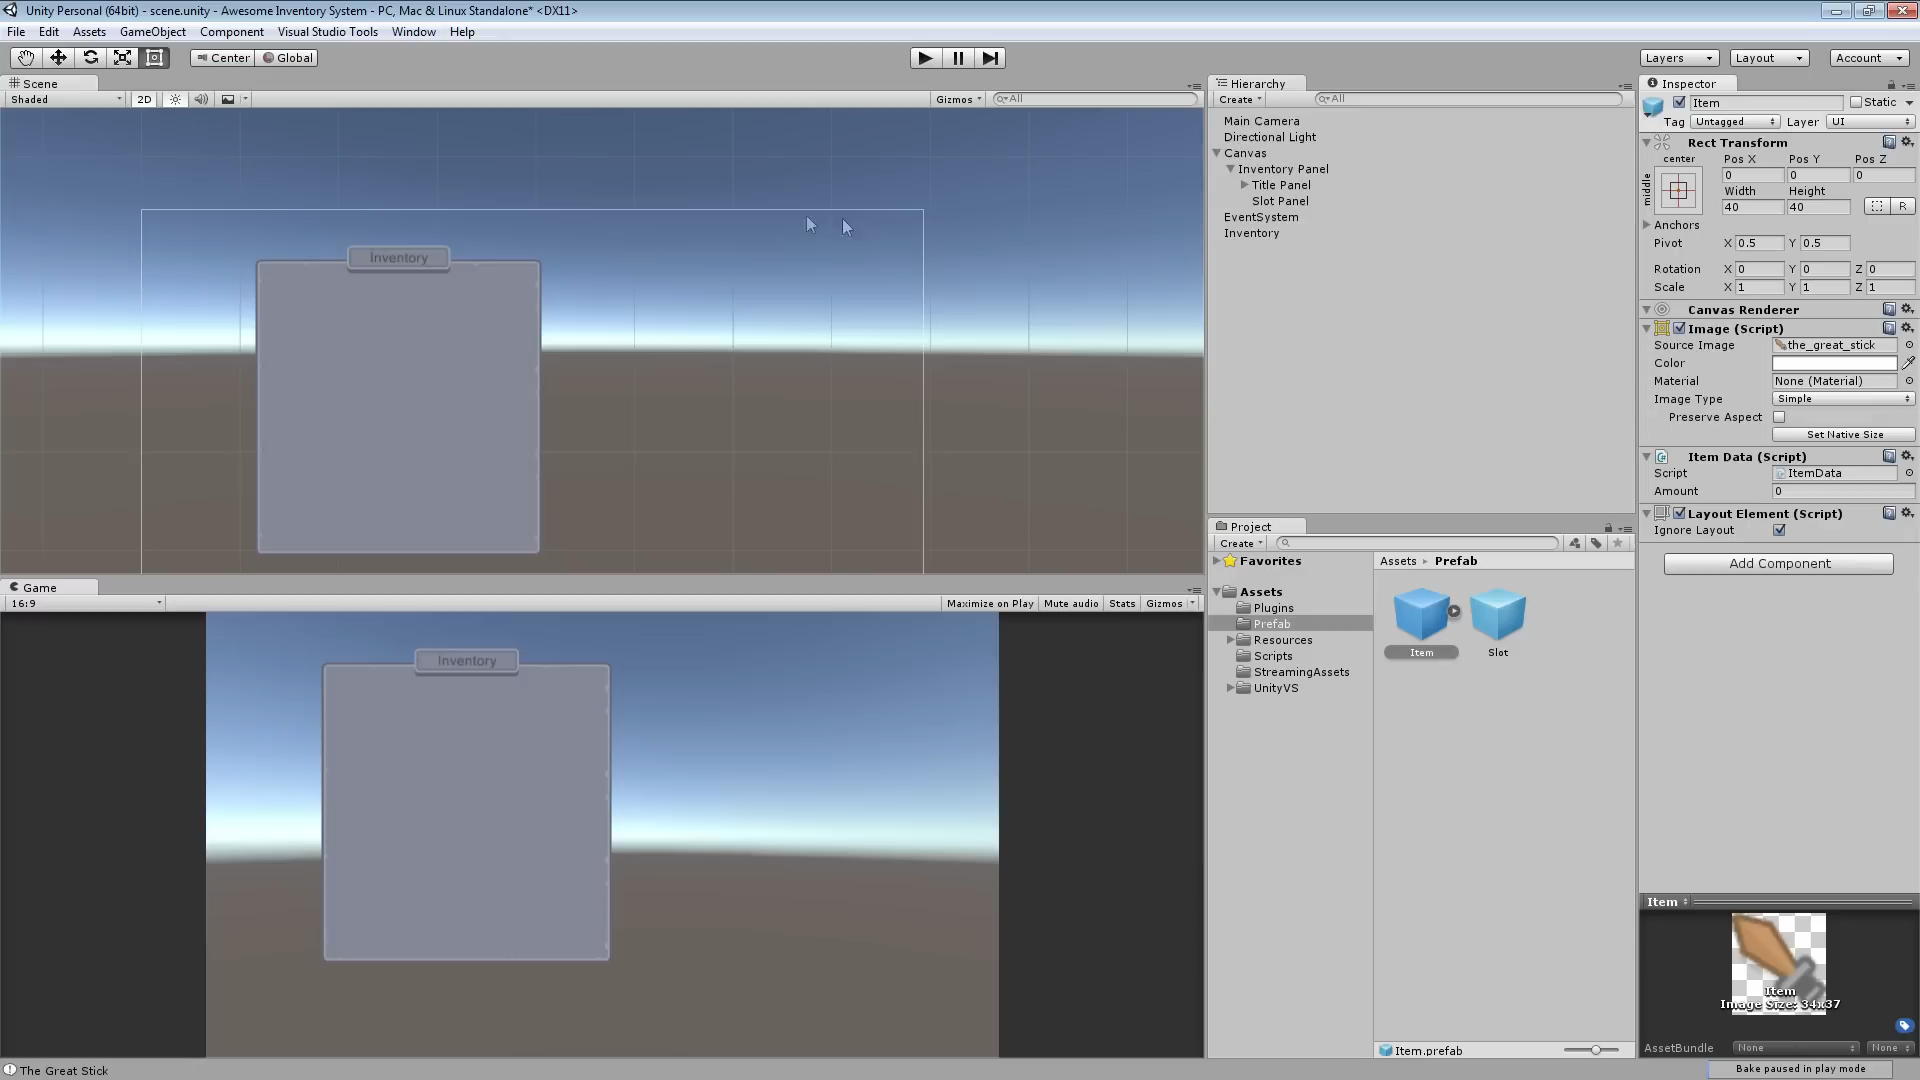 Unity Personal (64bit) - scene.unity - Awesome Inventory System - PC, Mac & Linux Standalone* <DX11>
File Edit Assets GameObject Component Visual Studio Tools Window Help
Center Global Layers Layout Account
Scene
Shaded 2D Gizmos All
Inventory
Game
16:9 Maximize on Play Mute audio Stats Gizmos
Inventory
The Great Stick
Hierarchy
Create All
Main Camera
Directional Light
Canvas
Inventory Panel
Title Panel
Slot Panel
EventSystem
Inventory
Project
Create
Favorites
Assets
Plugins
Prefab
Resources
Scripts
StreamingAssets
UnityVS
Assets Prefab
Item Slot
Item.prefab
Inspector
Item Static
Tag Untagged Layer UI
Rect Transform
center Pos X Pos Y Pos Z
middle 0 0 0
Width Height
40 40 R
Anchors
Pivot X 0.5 Y 0.5
Rotation X 0 Y 0 Z 0
Scale X 1 Y 1 Z 1
Canvas Renderer
Image (Script)
Source Image the_great_stick
Color
Material None (Material)
Image Type Simple
Preserve Aspect
Set Native Size
Item Data (Script)
Script ItemData
Amount 0
Layout Element (Script)
Ignore Layout
Add Component
Item
Item
Image Size: 34x37
AssetBundle None None
Bake paused in play mode